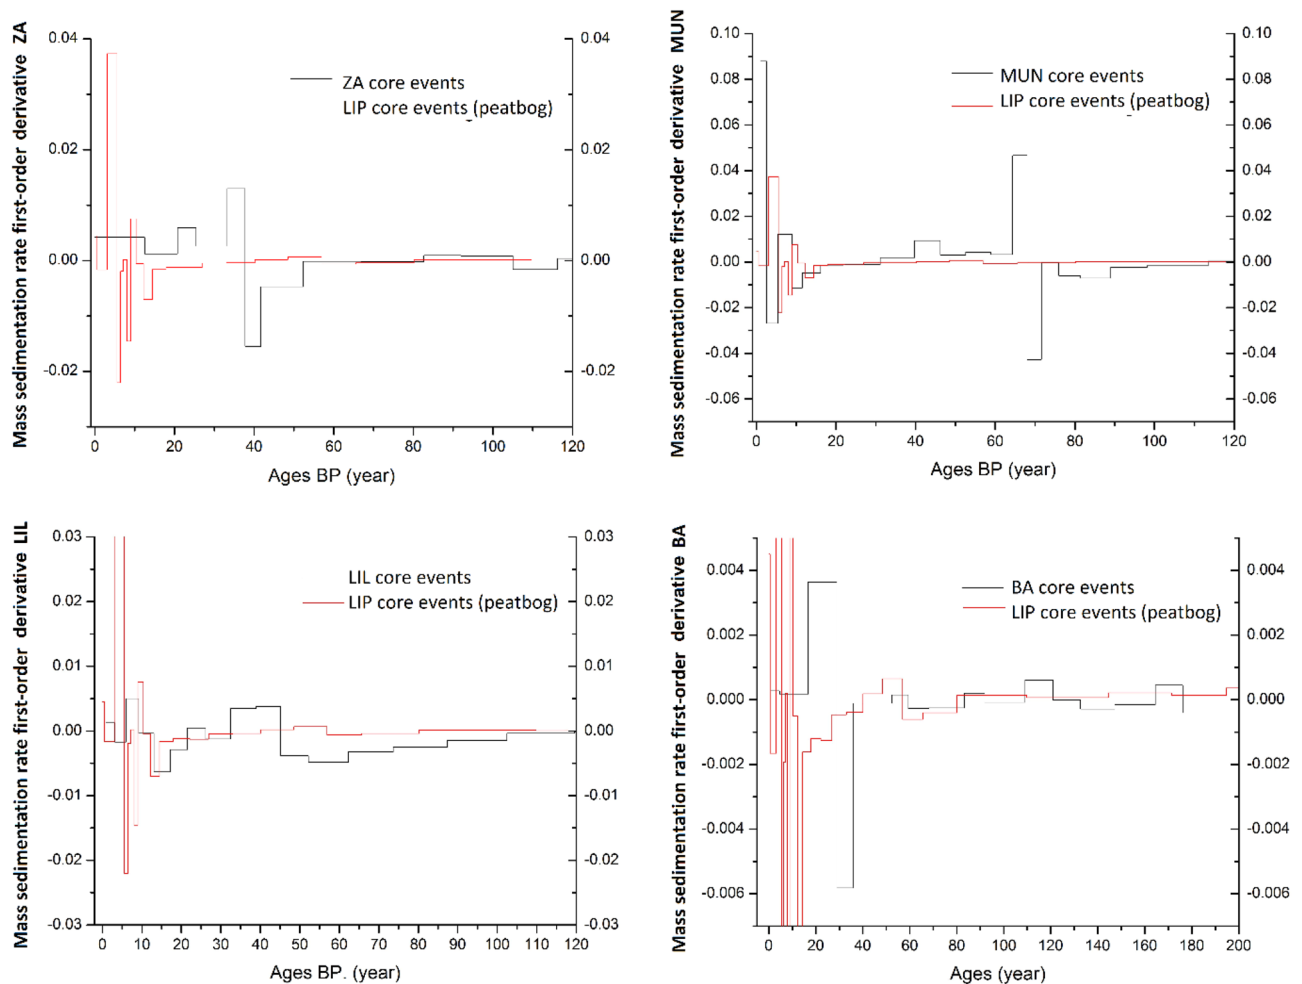 Mass sedimentation rate first-order derivative ZA
0.04
0.02
0.00
-0.02
0.04
0.02
0.00
-0.02
ZA core events
LIP core events (peatbog)
0 20 40 60 80 100 120
Ages BP (year)
Mass sedimentation rate first-order derivative MUN
0.10
0.08
0.06
0.04
0.02
0.00
-0.02
-0.04
-0.06
0.10
0.08
0.06
0.04
0.02
0.00
-0.02
-0.04
-0.06
MUN core events
LIP core events (peatbog)
0 20 40 60 80 100 120
Ages BP (year)
Mass sedimentation rate first-order derivative LIL
0.03
0.02
0.01
0.00
-0.01
-0.02
-0.03
0.03
0.02
0.01
0.00
-0.01
-0.02
-0.03
LIL core events
LIP core events (peatbog)
0 10 20 30 40 50 60 70 80 90 100 110 120
Ages BP. (year)
Mass sedimentation rate first-order derivative BA
0.004
0.002
0.000
-0.002
-0.004
-0.006
0.004
0.002
0.000
-0.002
-0.004
-0.006
BA core events
LIP core events (peatbog)
0 20 40 60 80 100 120 140 160 180 200
Ages (year)